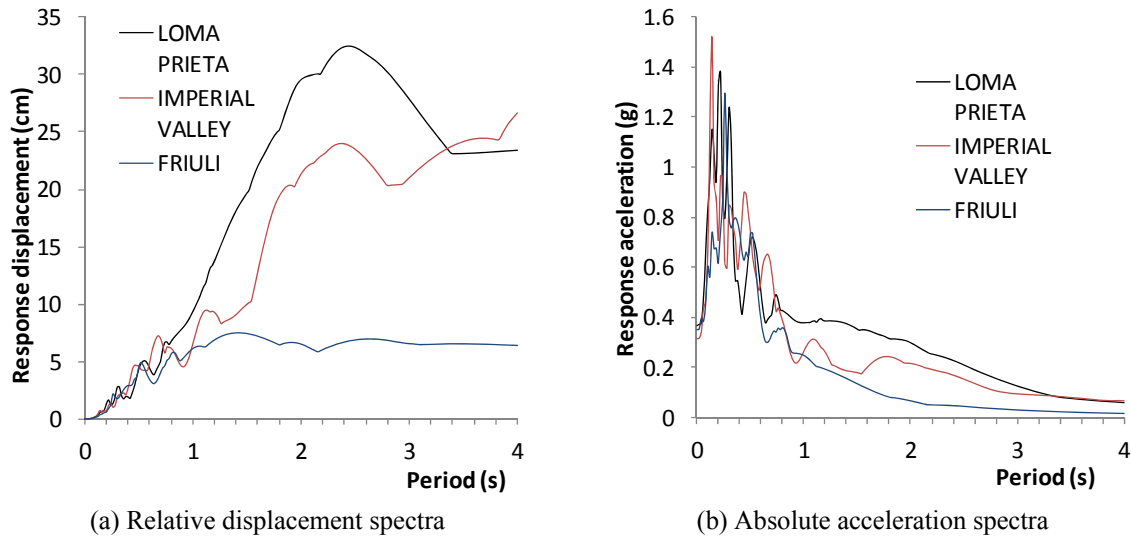 35
30
25
20
15
10
5
0
Response displacement (cm)
LOMA
PRIETA
IMPERIAL
VALLEY
FRIULI
0 1 2 3 4
Period (s)
(a) Relative displacement spectra
1.6
1.4
1.2
1
0.8
0.6
0.4
0.2
0
Response aceleration (g)
LOMA
PRIETA
IMPERIAL
VALLEY
FRIULI
0 1 2 3 4
Period (s)
(b) Absolute acceleration spectra